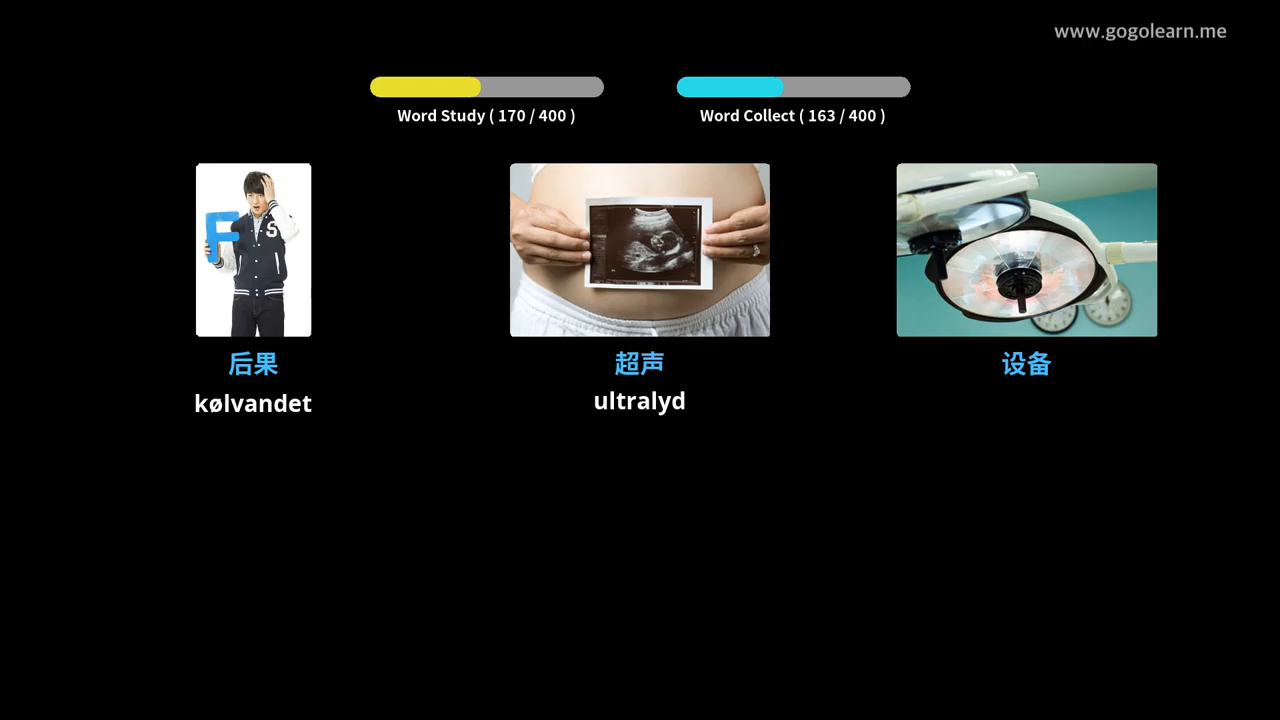 www.gogolearn.me
Word Study ( 170 / 400 )
Word Collect ( 163 / 400 )
F
S
后果
超声
设备
kølvandet
ultralyd